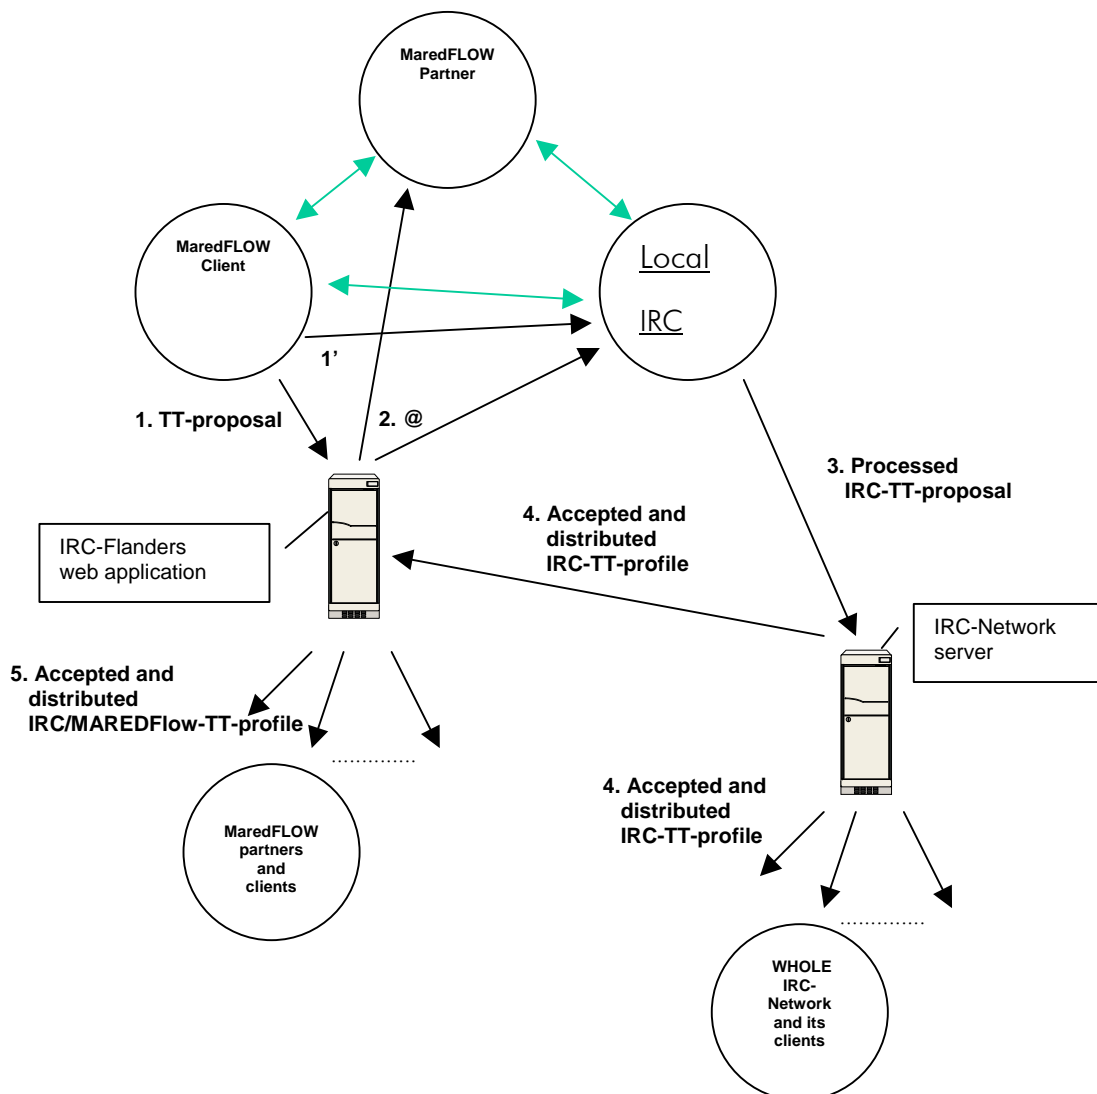 MaredFLOW
Partner
MaredFLOW
Client
Local
IRC
1’
1. TT-proposal
2. @
3. Processed
IRC-TT-proposal
4. Accepted and
distributed
IRC-TT-profile
IRC-Flanders
web application
IRC-Network
server
5. Accepted and
distributed
IRC/MAREDFlow-TT-profile
4. Accepted and
distributed
IRC-TT-profile
MaredFLOW
partners
and
clients
WHOLE
IRC-
Network
and its
clients